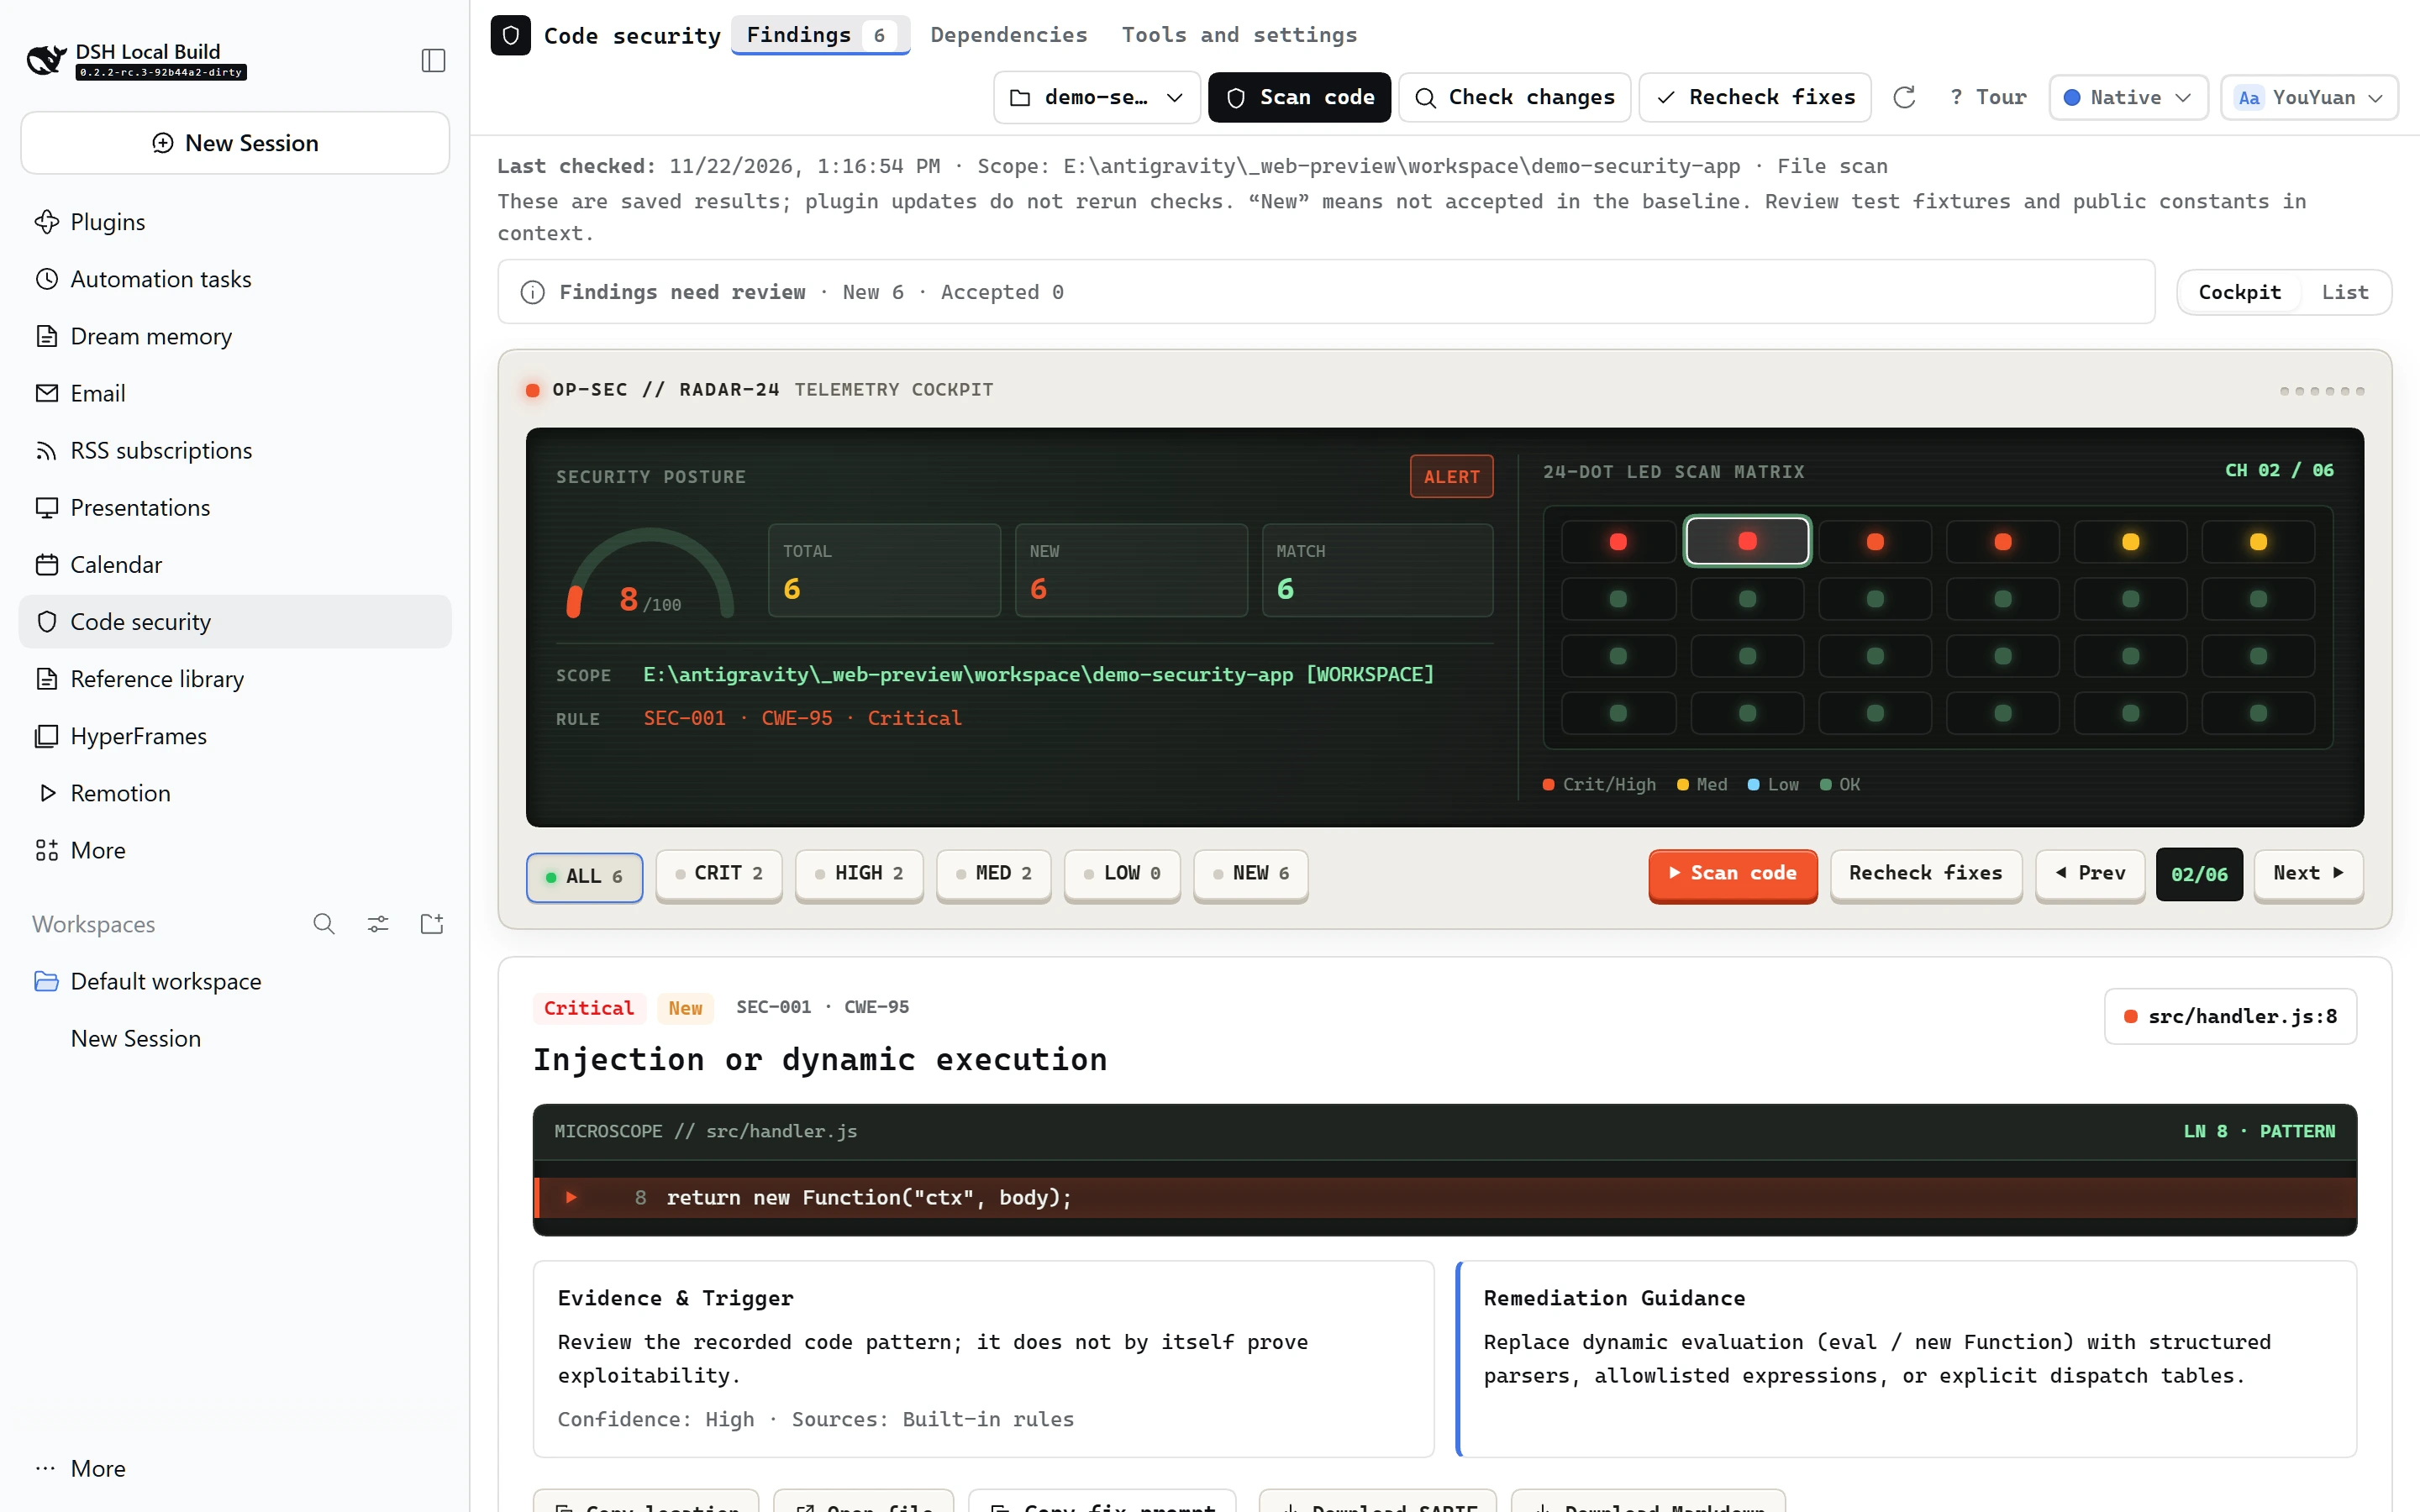 DSH Local Build
0.2.2-rc.3-92b44a2-dirty
New Session
Plugins
Automation tasks
Dream memory
Email
RSS subscriptions
Presentations
Calendar
Code security
Reference library
HyperFrames
Remotion
More
Workspaces
Default workspace
New Session
More
Code security
Findings 6
Dependencies
Tools and settings
demo-se…
Scan code
Check changes
Recheck fixes
? Tour
Native
Aa YouYuan
Last checked: 11/22/2026, 1:16:54 PM · Scope: E:\antigravity\_web-preview\workspace\demo-security-app · File scan
These are saved results; plugin updates do not rerun checks. “New” means not accepted in the baseline. Review test fixtures and public constants in
context.
Findings need review · New 6 · Accepted 0
Cockpit
List
OP-SEC // RADAR-24 TELEMETRY COCKPIT
SECURITY POSTURE
ALERT
8/100
TOTAL
6
NEW
6
MATCH
6
SCOPE E:\antigravity\_web-preview\workspace\demo-security-app [WORKSPACE]
RULE SEC-001 · CWE-95 · Critical
24-DOT LED SCAN MATRIX
CH 02 / 06
Crit/High Med Low OK
ALL 6
CRIT 2
HIGH 2
MED 2
LOW 0
NEW 6
Scan code
Recheck fixes
Prev
02/06
Next
Critical New SEC-001 · CWE-95
src/handler.js:8
Injection or dynamic execution
MICROSCOPE // src/handler.js
LN 8 · PATTERN
8 return new Function("ctx", body);
Evidence & Trigger
Review the recorded code pattern; it does not by itself prove
exploitability.
Confidence: High · Sources: Built-in rules
Remediation Guidance
Replace dynamic evaluation (eval / new Function) with structured
parsers, allowlisted expressions, or explicit dispatch tables.
Copy location
Open file
Copy fix prompt
Download SARIF
Download Markdown